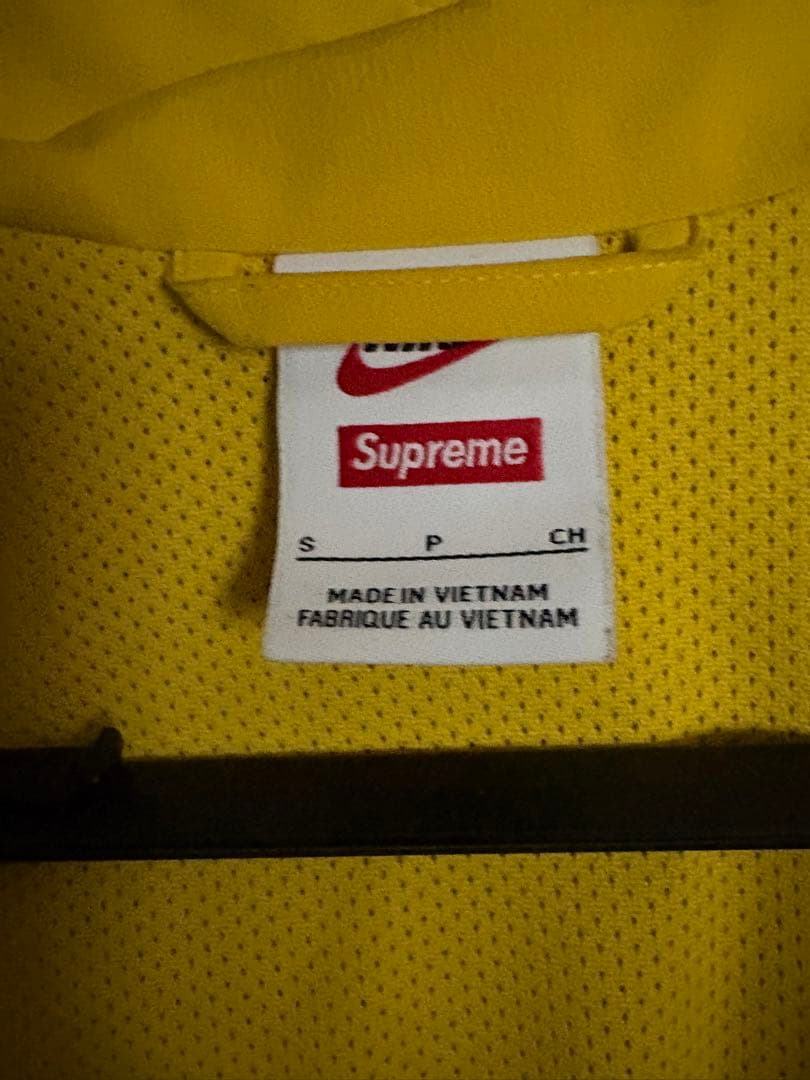 Supreme
S P CH
MADE IN VIETNAM
FABRIQUE AU VIETNAM